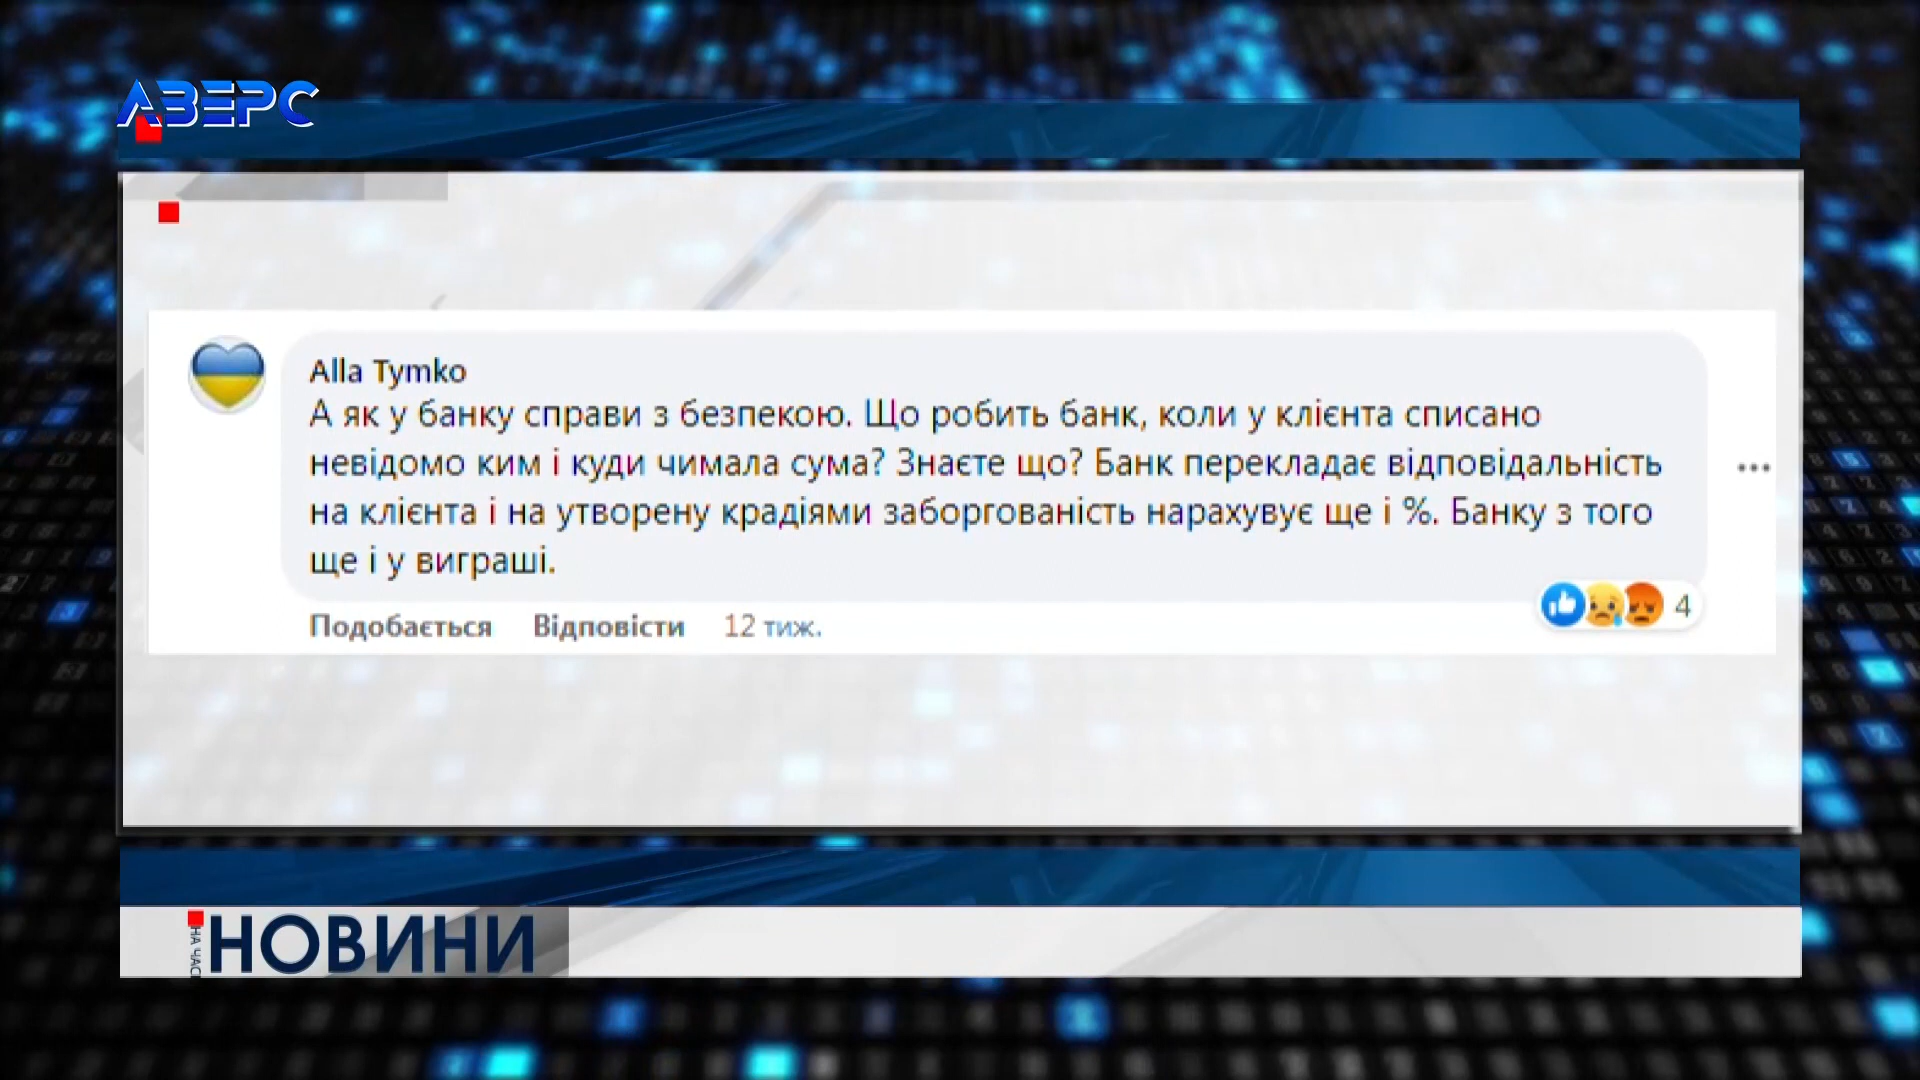 АВЕРС
Alla Tymko
А як у банку справи з безпекою. Що робить банк, коли у клієнта списано
невідомо ким і куди чимала сума? Знаєте що? Банк перекладає відповідальність
на клієнта і на утворену крадіями заборгованість нарахувує ще і %. Банку з того
ще і у виграші.
4
Подобається Відповісти 12 тиж.
НА ЧАСІ
НОВИНИ